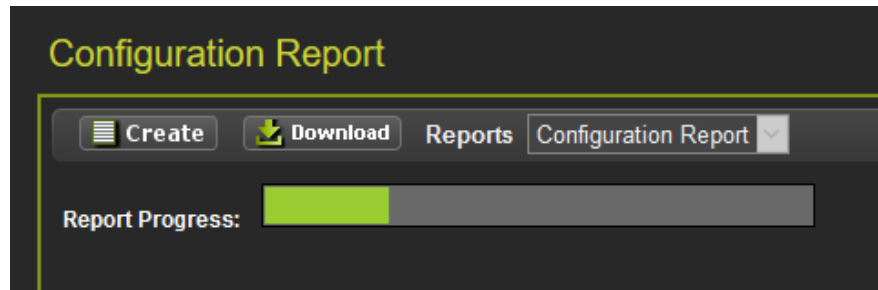 Configuration Report
Create Download Reports Configuration Report
Report Progress: